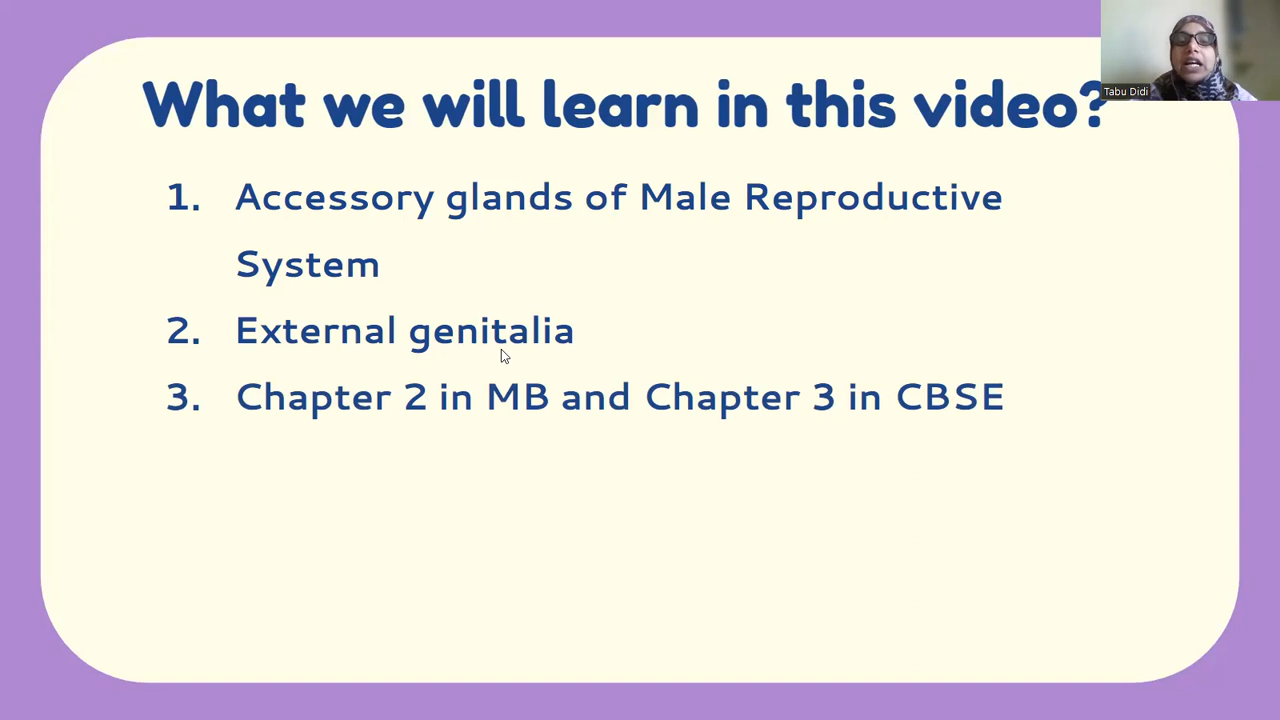 What we will learn in this video?
Tabu Didi
1. Accessory glands of Male Reproductive
System
2. External genitalia
3. Chapter 2 in MB and Chapter 3 in CBSE